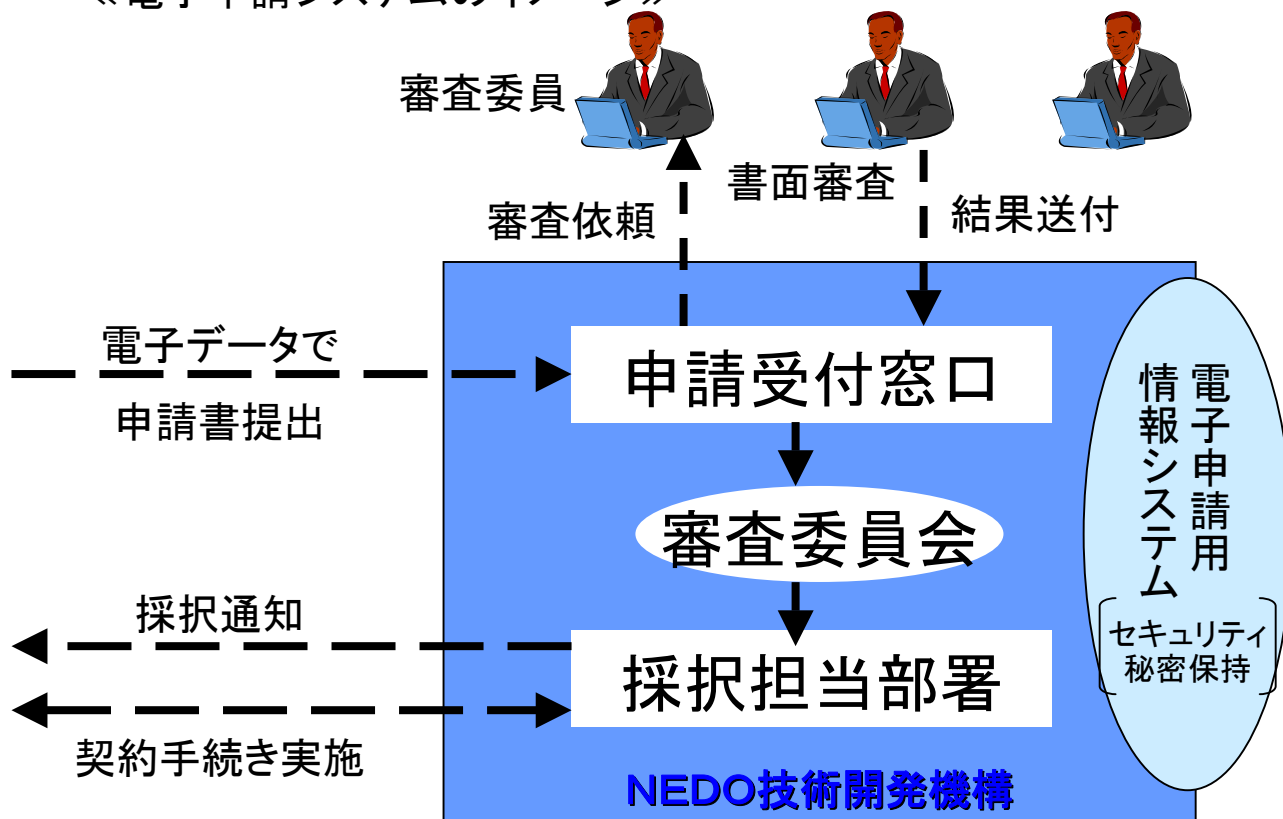 審査委員
書面審査
審査依頼
結果送付
電子データで
申請書提出
申請受付窓口
審査委員会
採択通知
採択担当部署
契約手続き実施
NEDO技術開発機構
電子申請用
情報システム
セキュリティ
秘密保持